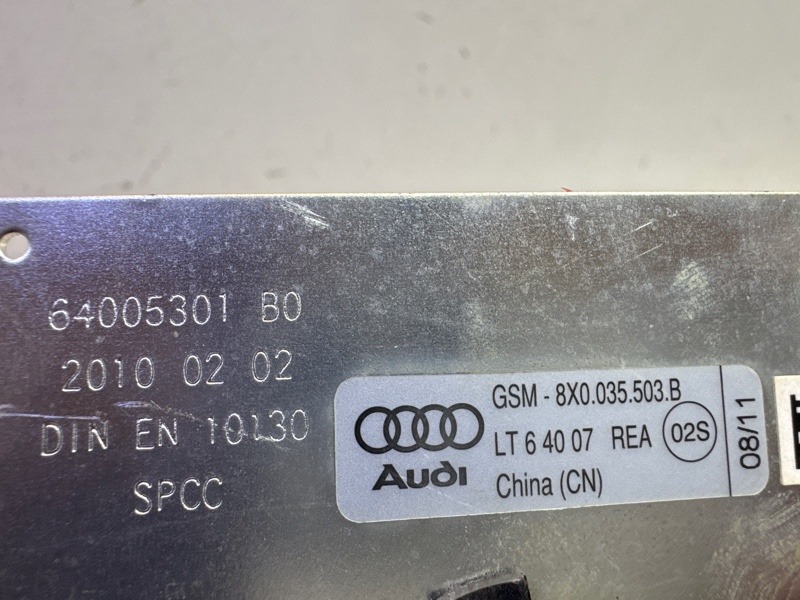 64005301 B0
2010 02 02
DIN EN 10130
SPCC
Audi
GSM - 8X0.035.503.B
LT 6 40 07 REA 02S
China (CN)
08/11